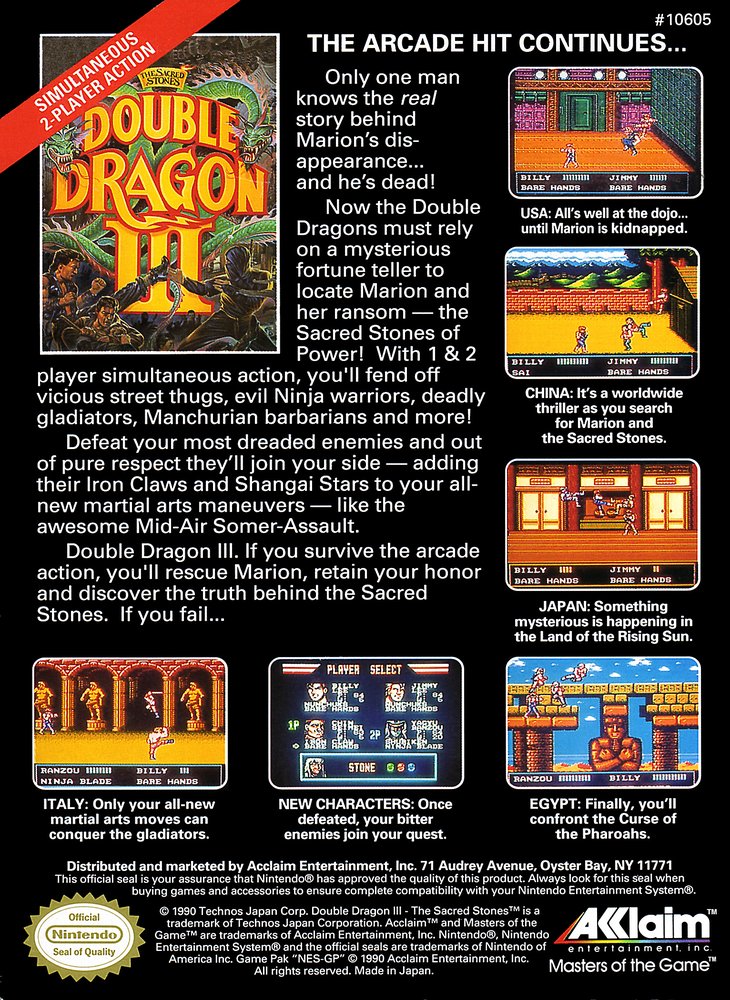 #10605
SIMULTANEOUS
2-PLAYER ACTION
THE SACRED
STONES
DOUBLE
DRAGON
III
THE ARCADE HIT CONTINUES...
Only one man
knows the real
story behind
Marion's dis-
appearance...
and he's dead!
Now the Double
Dragons must rely
on a mysterious
fortune teller to
locate Marion and
her ransom — the
Sacred Stones of
Power! With 1 & 2
player simultaneous action, you'll fend off
vicious street thugs, evil Ninja warriors, deadly
gladiators, Manchurian barbarians and more!
Defeat your most dreaded enemies and out
of pure respect they'll join your side — adding
their Iron Claws and Shangai Stars to your all-
new martial arts maneuvers — like the
awesome Mid-Air Somer-Assault.
Double Dragon III. If you survive the arcade
action, you'll rescue Marion, retain your honor
and discover the truth behind the Sacred
Stones. If you fail...
BILLY JIMMY
BARE HANDS BARE HANDS
USA: All's well at the dojo...
until Marion is kidnapped.
BILLY JIMMY
SAI BARE HANDS
CHINA: It's a worldwide
thriller as you search
for Marion and
the Sacred Stones.
BILLY JIMMY
BARE HANDS BARE HANDS
JAPAN: Something
mysterious is happening in
the Land of the Rising Sun.
RANZOU BILLY
NINJA BLADE BARE HANDS
ITALY: Only your all-new
martial arts moves can
conquer the gladiators.
PLAYER SELECT
BILLY JIMMY
1P
2P
STONE
NEW CHARACTERS: Once
defeated, your bitter
enemies join your quest.
RANZOU BILLY
EGYPT: Finally, you'll
confront the Curse of
the Pharoahs.
Distributed and marketed by Acclaim Entertainment, Inc. 71 Audrey Avenue, Oyster Bay, NY 11771
This official seal is your assurance that Nintendo® has approved the quality of this product. Always look for this seal when
buying games and accessories to ensure complete compatibility with your Nintendo Entertainment System®.
Official
Nintendo
Seal of Quality
© 1990 Technos Japan Corp. Double Dragon III - The Sacred Stones™ is a
trademark of Technos Japan Corporation. Acclaim™ and Masters of the
Game™ are trademarks of Acclaim Entertainment, Inc. Nintendo®, Nintendo
Entertainment System® and the official seals are trademarks of Nintendo of
America Inc. Game Pak "NES-GP" © 1990 Acclaim Entertainment, Inc.
All rights reserved. Made in Japan.
AKlaim™
entertainment, inc.
Masters of the Game™